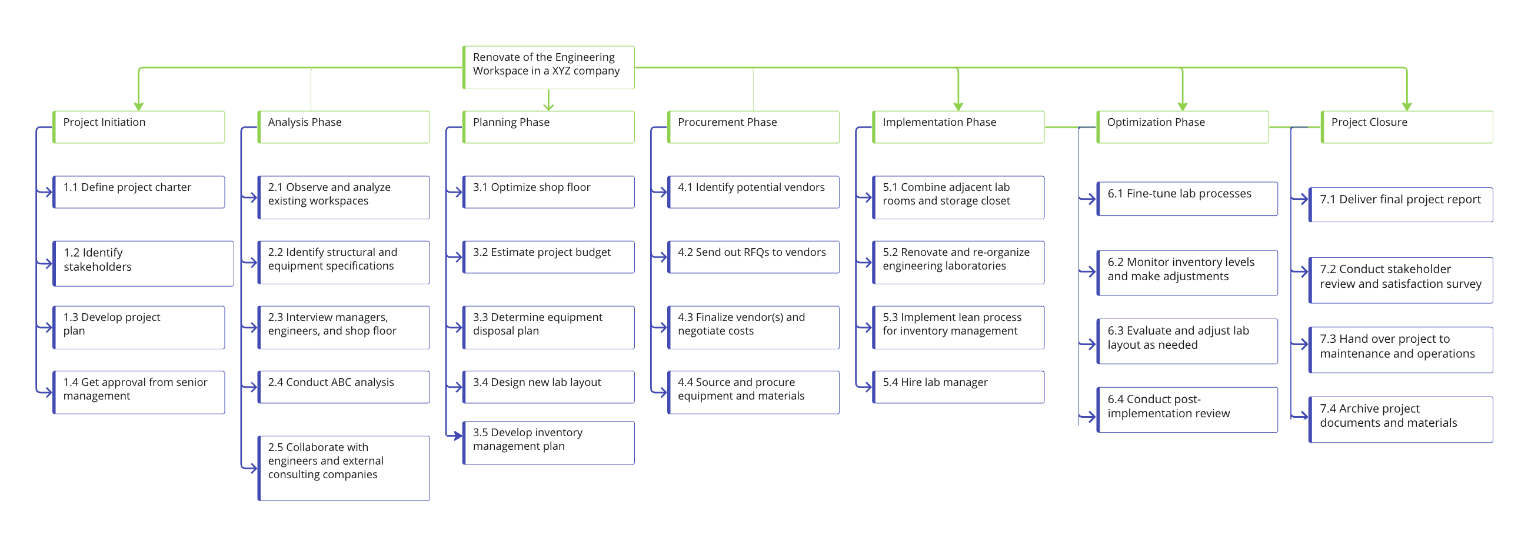 Renovate of the Engineering
Workspace in a XYZ company
Project Initiation
1.1 Define project charter
1.2 Identify
stakeholders
1.3 Develop project
plan
1.4 Get approval from senior
management
Analysis Phase
2.1 Observe and analyze
existing workspaces
2.2 Identify structural and
equipment specifications
2.3 Interview managers,
engineers, and shop floor
2.4 Conduct ABC analysis
2.5 Collaborate with
engineers and external
consulting companies
Planning Phase
3.1 Optimize shop floor
3.2 Estimate project budget
3.3 Determine equipment
disposal plan
3.4 Design new lab layout
3.5 Develop inventory
management plan
Procurement Phase
4.1 Identify potential vendors
4.2 Send out RFQs to vendors
4.3 Finalize vendor(s) and
negotiate costs
4.4 Source and procure
equipment and materials
Implementation Phase
5.1 Combine adjacent lab
rooms and storage closet
5.2 Renovate and re-organize
engineering laboratories
5.3 Implement lean process
for inventory management
5.4 Hire lab manager
Optimization Phase
6.1 Fine-tune lab processes
6.2 Monitor inventory levels
and make adjustments
6.3 Evaluate and adjust lab
layout as needed
6.4 Conduct post-
implementation review
Project Closure
7.1 Deliver final project report
7.2 Conduct stakeholder
review and satisfaction survey
7.3 Hand over project to
maintenance and operations
7.4 Archive project
documents and materials